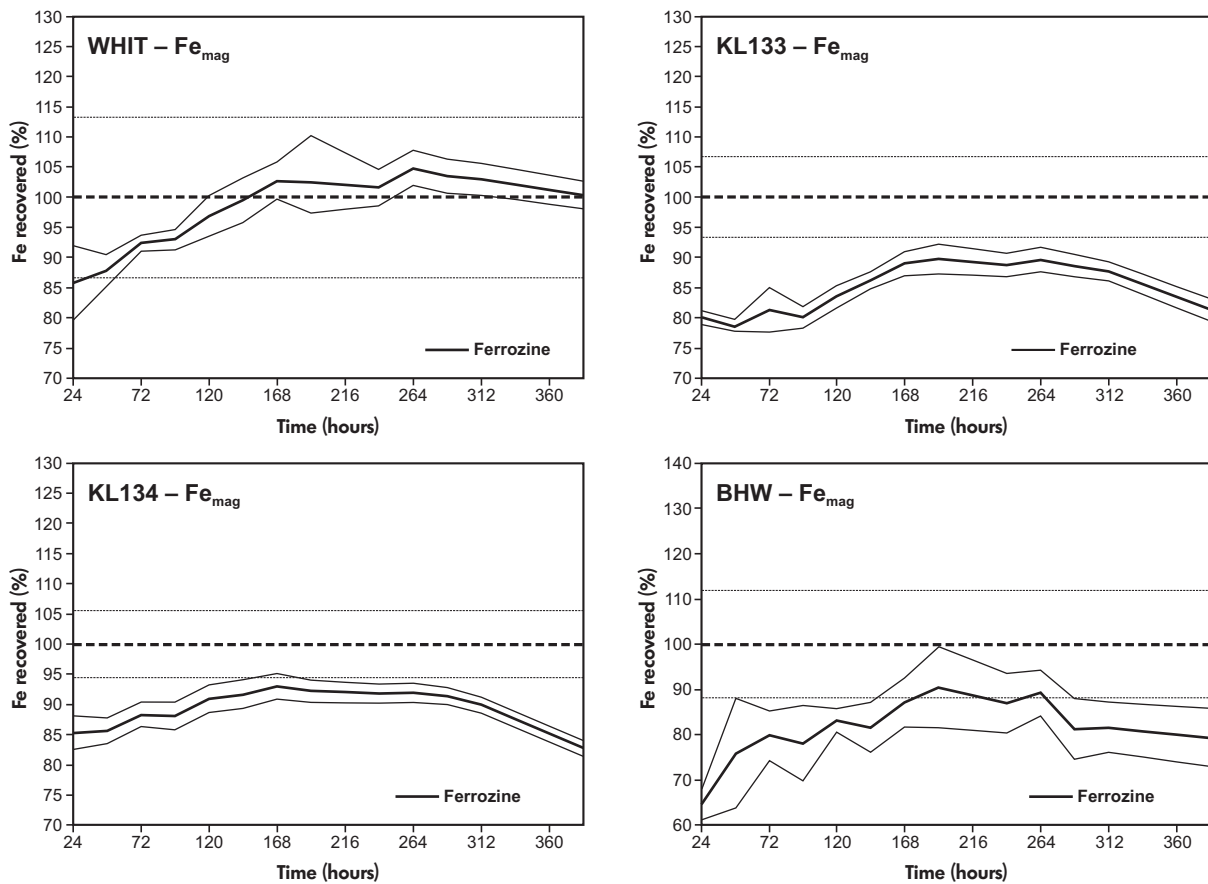 WHIT – Femag
Fe recovered (%)
130
125
120
115
110
105
100
95
90
85
80
75
70
Ferrozine
24 72 120 168 216 264 312 360
Time (hours)
KL133 – Femag
Fe recovered (%)
130
125
120
115
110
105
100
95
90
85
80
75
70
Ferrozine
24 72 120 168 216 264 312 360
Time (hours)
KL134 – Femag
Fe recovered (%)
130
125
120
115
110
105
100
95
90
85
80
75
70
Ferrozine
24 72 120 168 216 264 312 360
Time (hours)
BHW – Femag
Fe recovered (%)
140
130
120
110
100
90
80
70
60
Ferrozine
24 72 120 168 216 264 312 360
Time (hours)